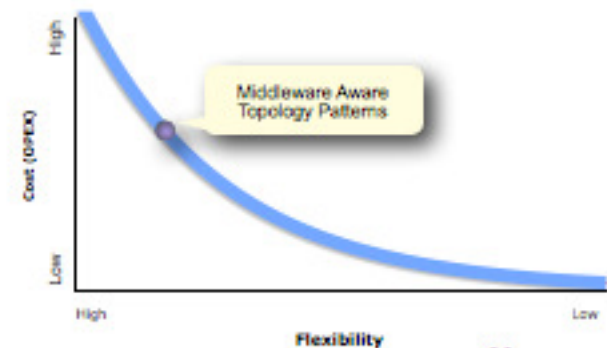 High
Middleware Aware
Topology Patterns
Cost (OPEX)
Low
High
Low
Flexibility